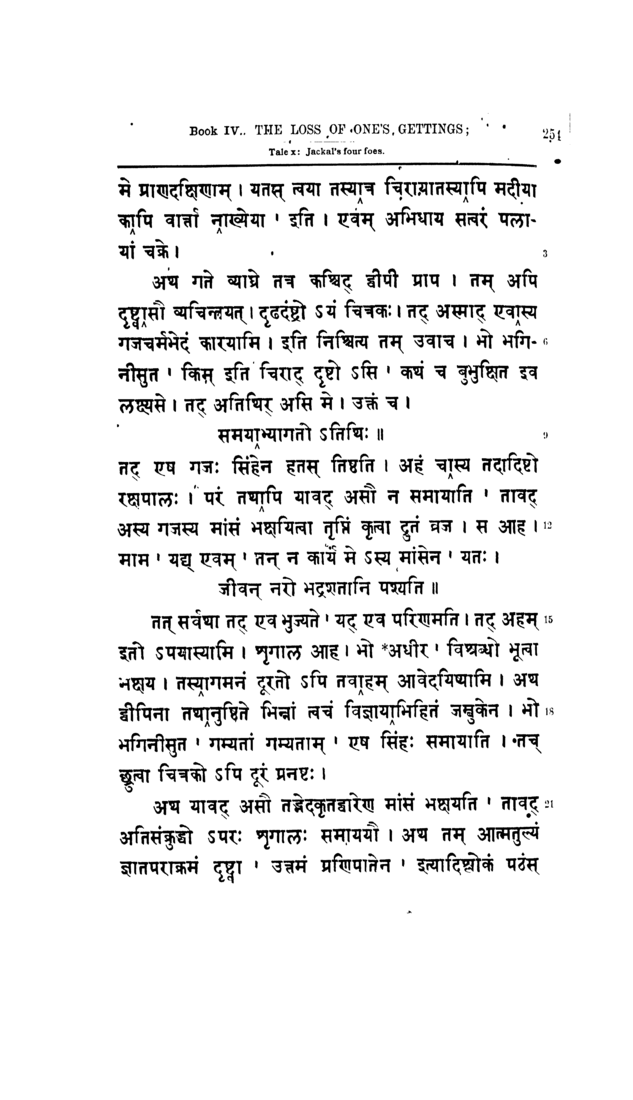 Book IV.. THE LOSS OF ONE'S GETTINGS;
254
Tale x: Jackal's four foes.
मे प्राणदक्षिणाम् । यतस् त्वया तस्यात्र चिरायातस्यापि मदीया
कापि वार्त्ता नाख्येया ' इति । एवम् अभिधाय सत्वरं पला-
यां चक्रे । 3
अथ गते व्याघ्रे तत्र कश्चिद् द्वीपी प्राप । तम् अपि
दृष्ट्वासौ व्यचिन्तयत् । दृढदंष्ट्रो ऽयं चित्रकः । तद् अस्माद् एवास्य
गजचर्मभेदं कारयामि । इति निश्चित्य तम् उवाच । भो भगि- 6
नीसुत ' किम् इति चिराद् दृष्टो ऽसि ' कथं च बुभुक्षित इव
लक्ष्यसे । तद् अतिथिर् असि मे । उक्तं च ।
समयाभ्यागतो ऽतिथिः ॥ 9
तद् एष गजः सिंहेन हतस् तिष्ठति । अहं चास्य तदादिष्टो
रक्षपालः । परं तथापि यावद् असौ न समायाति ' तावद्
अस्य गजस्य मांसं भक्षयित्वा तृप्तिं कृत्वा द्रुतं व्रज । स आह । 12
माम ' यद्य् एवम् ' तन् न कार्यं मे ऽस्य मांसेन ' यतः ।
जीवन् नरो भद्रशतानि पश्यति ॥
तत् सर्वथा तद् एव भुज्यते ' यद् एव परिणमति । तद् अहम् 15
इतो ऽपयास्यामि । शृगाल आह । भो *अधीर ' विश्रब्धो भूत्वा
भक्षय । तस्यागमनं दूरतो ऽपि तवाहम् आवेदयिष्यामि । अथ
द्वीपिना तथानुष्ठिते भिन्नां त्वचं विज्ञायाभिहितं जम्बुकेन । भो 18
भगिनीसुत ' गम्यतां गम्यताम् ' एष सिंहः समायाति । तच्
छ्रुत्वा चित्रको ऽपि दूरं प्रनष्टः ।
अथ यावद् असौ तद्भेदकृतद्वारेण मांसं भक्षयति ' तावद् 21
अतिसंक्रुद्धो ऽपरः शृगालः समाययौ । अथ तम् आत्मतुल्यं
ज्ञातपराक्रमं दृष्ट्वा ' उत्तमं प्रणिपातेन ' इत्यादिश्लोकं पठंस्